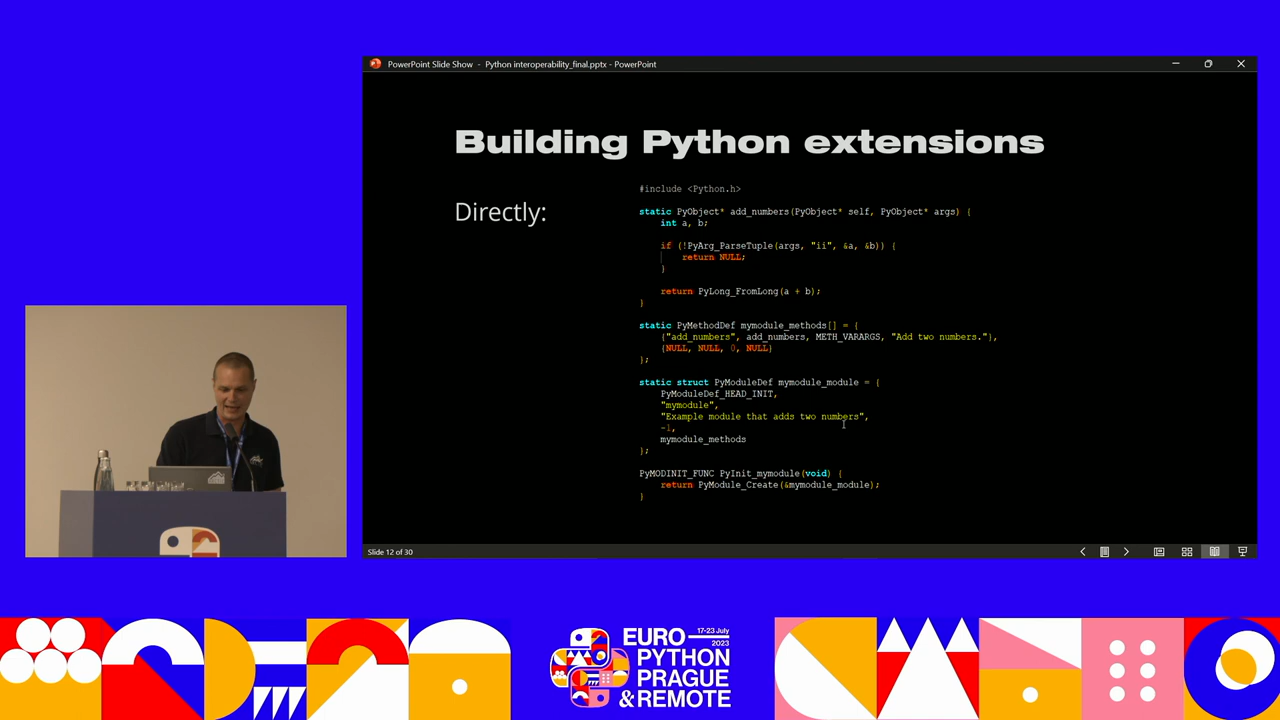 PowerPoint Slide Show - Python interoperability_final.pptx - PowerPoint
Building Python extensions
Directly:
#include <Python.h>
static PyObject* add_numbers(PyObject* self, PyObject* args) {
int a, b;
if (!PyArg_ParseTuple(args, "ii", &a, &b)) {
return NULL;
}
return PyLong_FromLong(a + b);
}
static PyMethodDef mymodule_methods[] = {
{"add_numbers", add_numbers, METH_VARARGS, "Add two numbers."},
{NULL, NULL, 0, NULL}
};
static struct PyModuleDef mymodule_module = {
PyModuleDef_HEAD_INIT,
"mymodule",
"Example module that adds two numbers",
-1,
mymodule_methods
};
PyMODINIT_FUNC PyInit_mymodule(void) {
return PyModule_Create(&mymodule_module);
}
Slide 12 of 30
17-23 July
2023
EURO
PYTHON
PRAGUE
& REMOTE